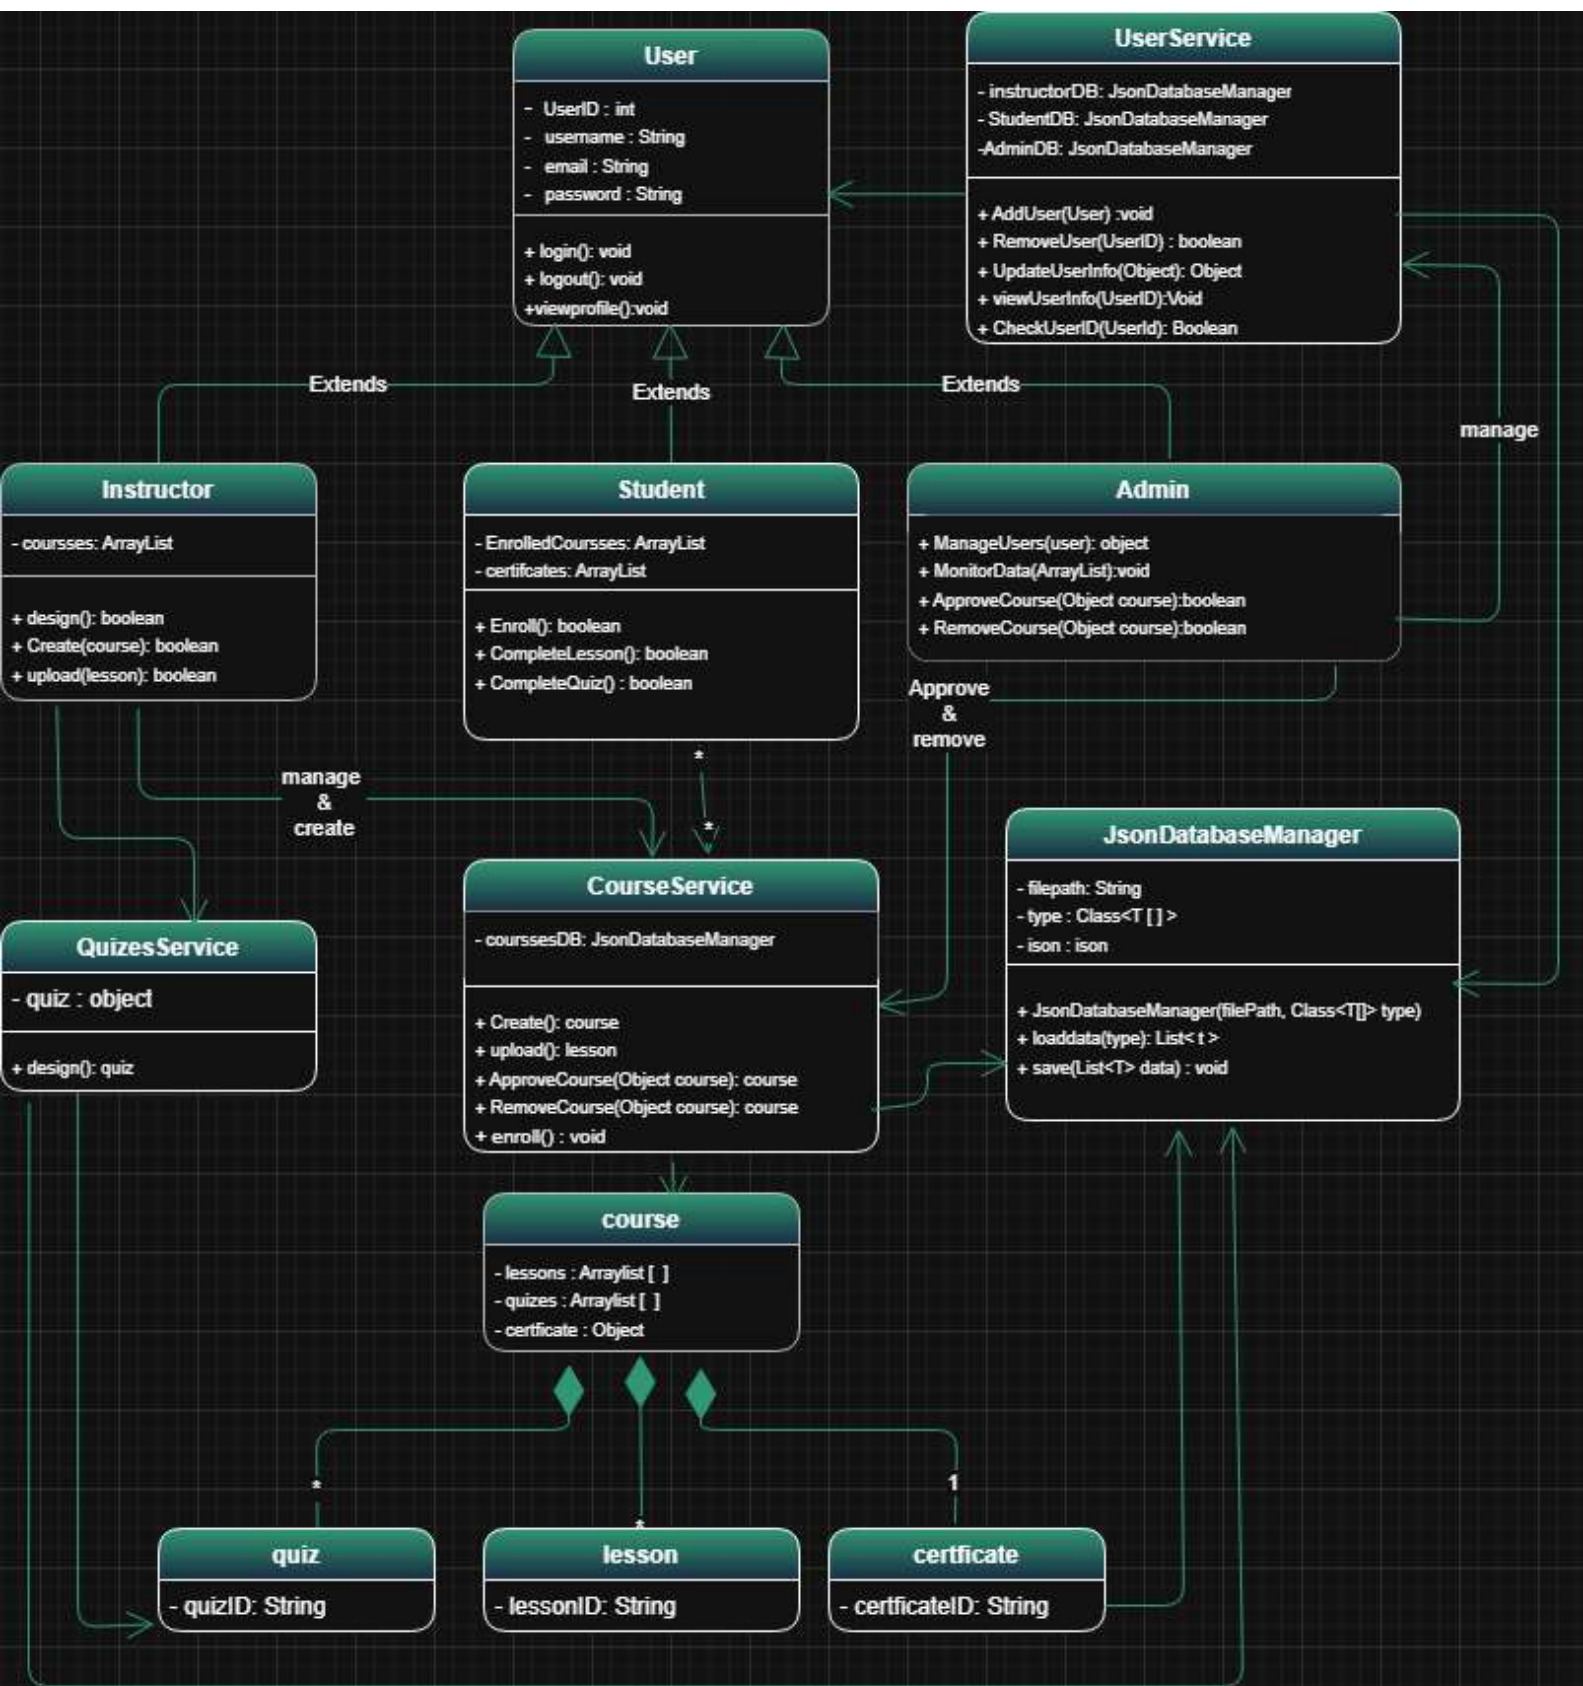 User
- UserID : int
- username : String
- email : String
- password : String
+ login(): void
+ logout(): void
+viewprofile():void
UserService
- instructorDB: JsonDatabaseManager
- StudentDB: JsonDatabaseManager
-AdminDB: JsonDatabaseManager
+ AddUser(User) :void
+ RemoveUser(UserID) : boolean
+ UpdateUserInfo(Object): Object
+ viewUserInfo(UserID):Void
+ CheckUserID(UserId): Boolean
Extends
Extends
Extends
manage
Instructor
- coursses: ArrayList
+ design(): boolean
+ Create(course): boolean
+ upload(lesson): boolean
Student
- EnrolledCoursses: ArrayList
- certifcates: ArrayList
+ Enroll(): boolean
+ CompleteLesson(): boolean
+ CompleteQuiz() : boolean
Admin
+ ManageUsers(user): object
+ MonitorData(ArrayList):void
+ ApproveCourse(Object course):boolean
+ RemoveCourse(Object course):boolean
Approve
&
remove
*
*
manage
&
create
QuizesService
- quiz : object
+ design(): quiz
CourseService
- courssesDB: JsonDatabaseManager
+ Create(): course
+ upload(): lesson
+ ApproveCourse(Object course): course
+ RemoveCourse(Object course): course
+ enroll() : void
JsonDatabaseManager
- filepath: String
- type : Class<T [ ] >
- ison : ison
+ JsonDatabaseManager(filePath, Class<T[]> type)
+ loaddata(type): List< t >
+ save(List<T> data) : void
course
- lessons : Arraylist [ ]
- quizes : Arraylist [ ]
- certficate : Object
*
*
1
quiz
- quizID: String
lesson
- lessonID: String
certficate
- certficateID: String